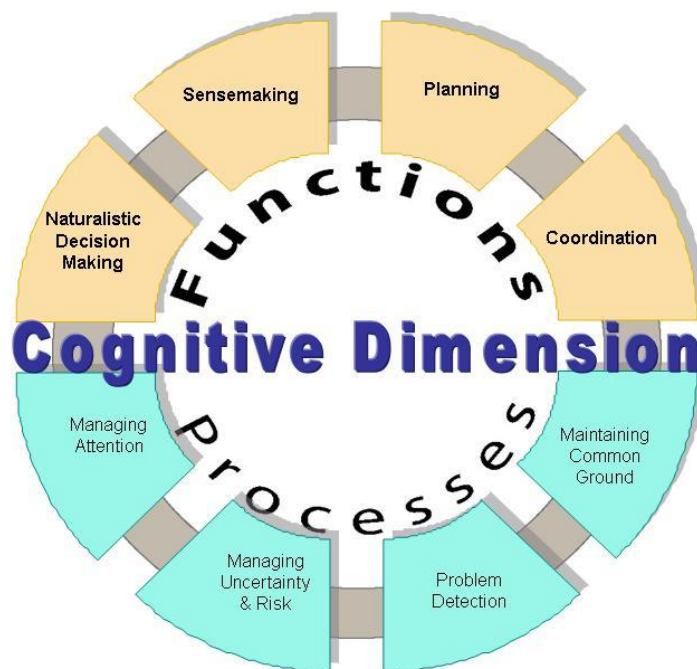 Sensemaking
Planning
Naturalistic
Decision
Making
Coordination
Functions
Cognitive Dimension
Processes
Managing
Attention
Maintaining
Common
Ground
Managing
Uncertainty
& Risk
Problem
Detection